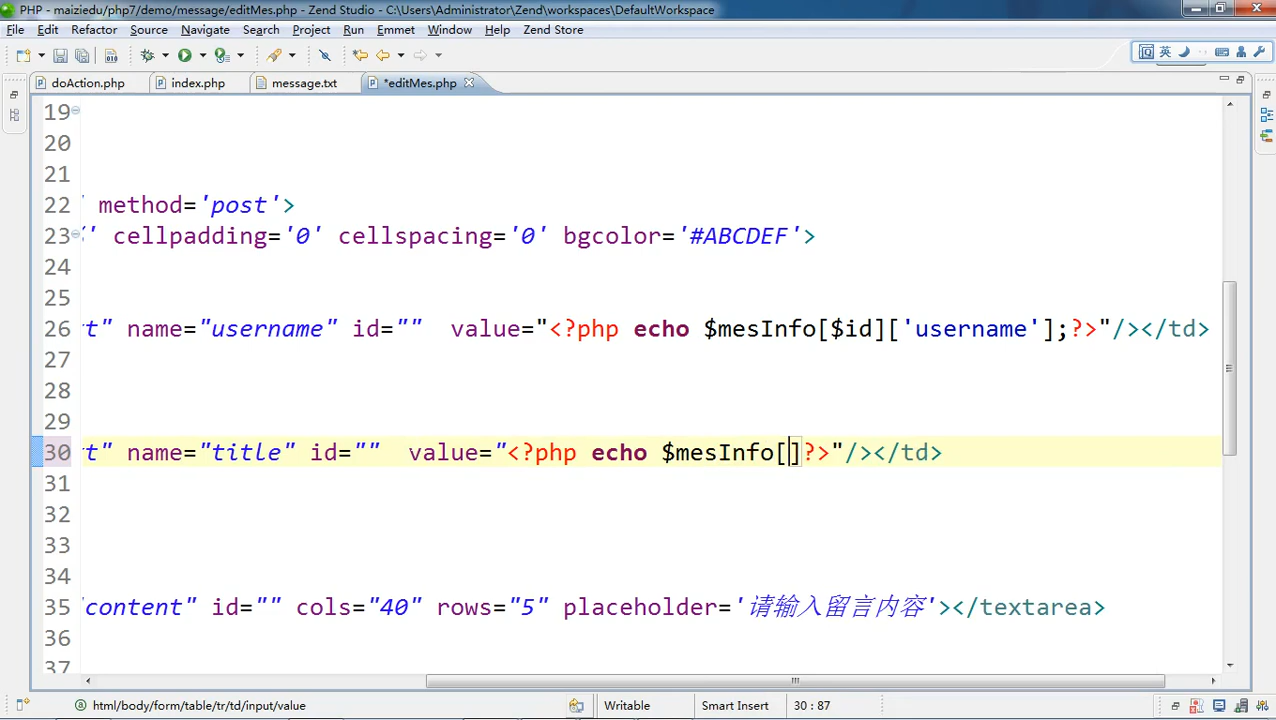 PHP - maiziedu/php7/demo/message/editMes.php - Zend Studio - C:\Users\Administrator\Zend\workspaces\DefaultWorkspace
File Edit Refactor Source Navigate Search Project Run Emmet Window Help Zend Store
英
doAction.php index.php message.txt *editMes.php
19
20
21
22 ' method='post'>
23 ' cellpadding='0' cellspacing='0' bgcolor='#ABCDEF'>
24
25
26 t" name="username" id="" value="<?php echo $mesInfo[$id]['username'];?>"/></td>
27
28
29
30 t" name="title" id="" value="<?php echo $mesInfo[]?>"/></td>
31
32
33
34
35 content" id="" cols="40" rows="5" placeholder='请输入留言内容'></textarea>
36
37
html/body/form/table/tr/td/input/value Writable Smart Insert 30 : 87